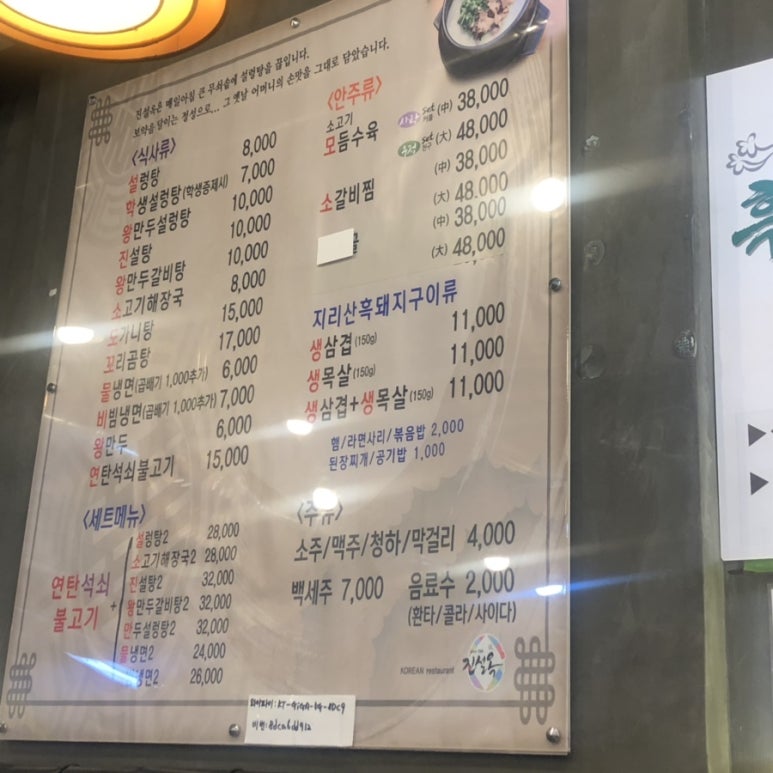 진설옥은 매일아침 큰 무쇠솥에 설렁탕을 끓입니다.
보약을 달이는 정성으로... 그 옛날 어머니의 손맛을 그대로 담았습니다.
<식사류>
설렁탕 8,000
학생설렁탕(학생증제시) 7,000
왕만두설렁탕 10,000
진설탕 10,000
왕만두갈비탕 10,000
소고기해장국 8,000
도가니탕 15,000
꼬리곰탕 17,000
물냉면(곱배기 1,000추가) 6,000
비빔냉면(곱배기 1,000추가) 7,000
왕만두 6,000
연탄석쇠불고기 15,000
<세트메뉴>
연탄석쇠
불고기
+
설렁탕2 28,000
소고기해장국2 28,000
진설탕2 32,000
왕만두갈비탕2 32,000
만두설렁탕2 32,000
물냉면2 24,000
냉면2 26,000
<안주류>
소고기
모듬수육
사랑 set 커플 (中) 38,000
추억 set 친구 (大) 48,000
소갈비찜
(中) 38,000
(大) 48,000
(中) 38,000
(大) 48,000
지리산흑돼지구이류
생삼겹(150g) 11,000
생목살(150g) 11,000
생삼겹+생목살(150g) 11,000
햄/라면사리/볶음밥 2,000
된장찌개/공기밥 1,000
<주류>
소주/맥주/청하/막걸리 4,000
백세주 7,000 음료수 2,000
(환타/콜라/사이다)
KOREAN restaurant 진설옥